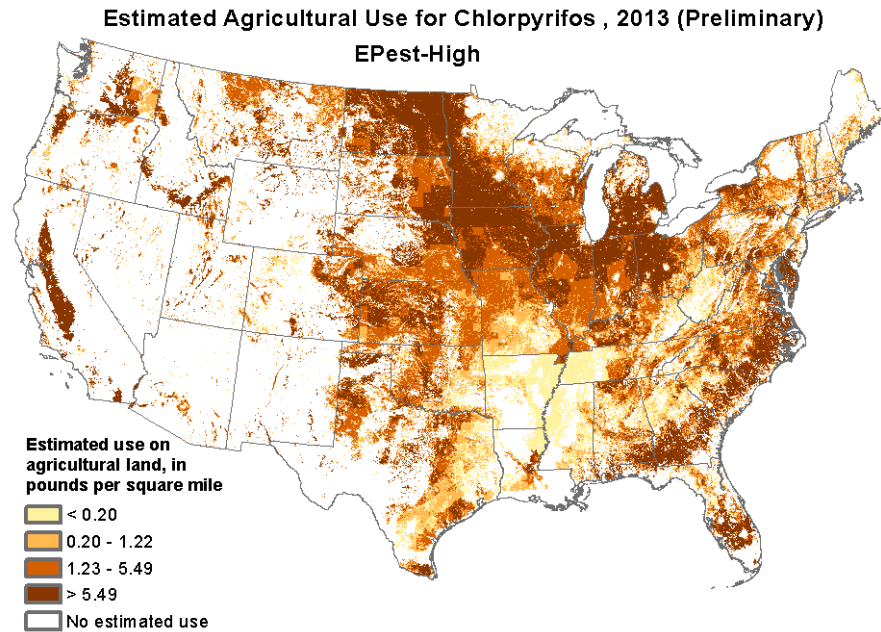 Estimated Agricultural Use for Chlorpyrifos , 2013 (Preliminary)
EPest-High
Estimated use on
agricultural land, in
pounds per square mile
< 0.20
0.20 - 1.22
1.23 - 5.49
> 5.49
No estimated use